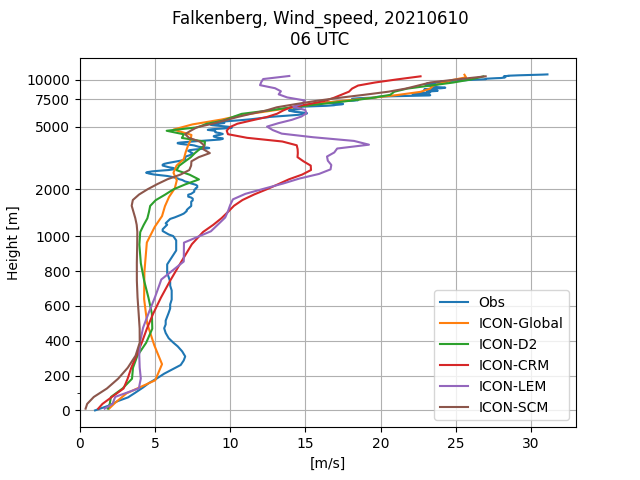 Falkenberg, Wind_speed, 20210610
06 UTC
10000
7500
5000
2000
1000
800
600
400
200
0
Height [m]
Obs
ICON-Global
ICON-D2
ICON-CRM
ICON-LEM
ICON-SCM
0 5 10 15 20 25 30
[m/s]